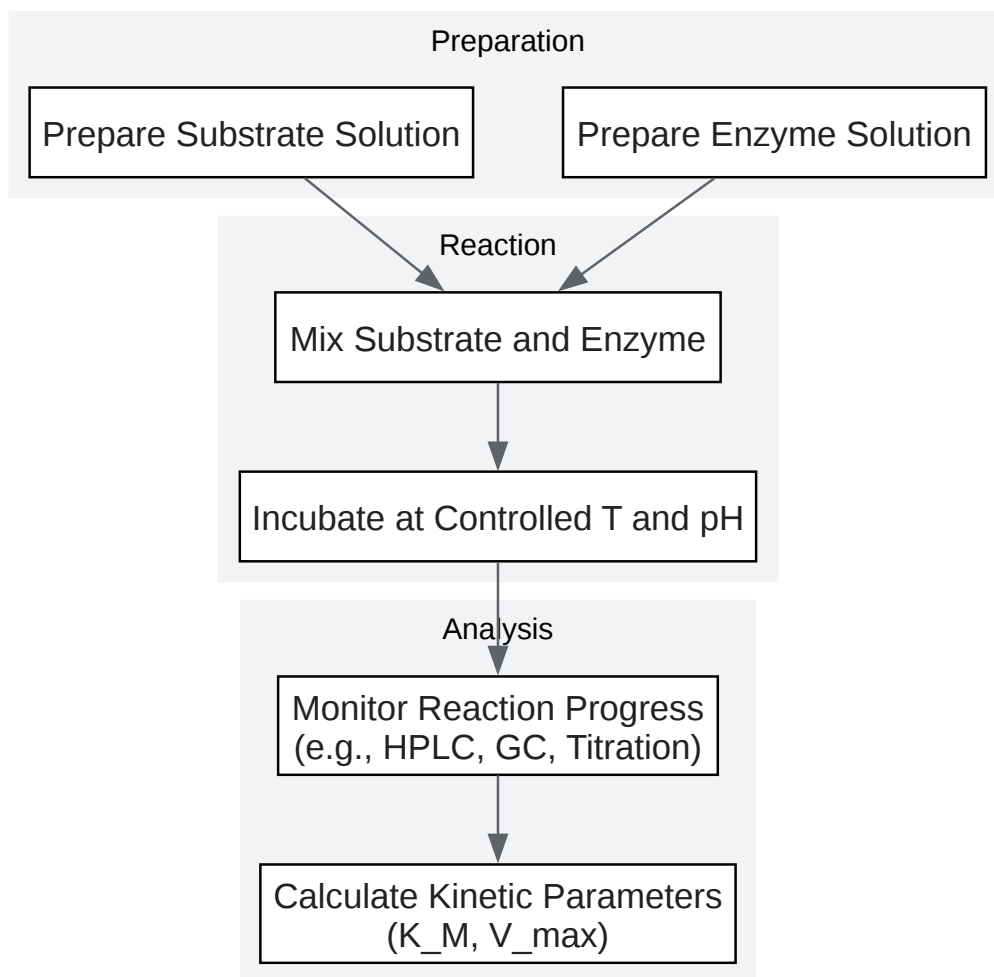 Preparation
Prepare Substrate Solution
Prepare Enzyme Solution
Reaction
Mix Substrate and Enzyme
Incubate at Controlled T and pH
Analysis
Monitor Reaction Progress
(e.g., HPLC, GC, Titration)
Calculate Kinetic Parameters
(K_M, V_max)